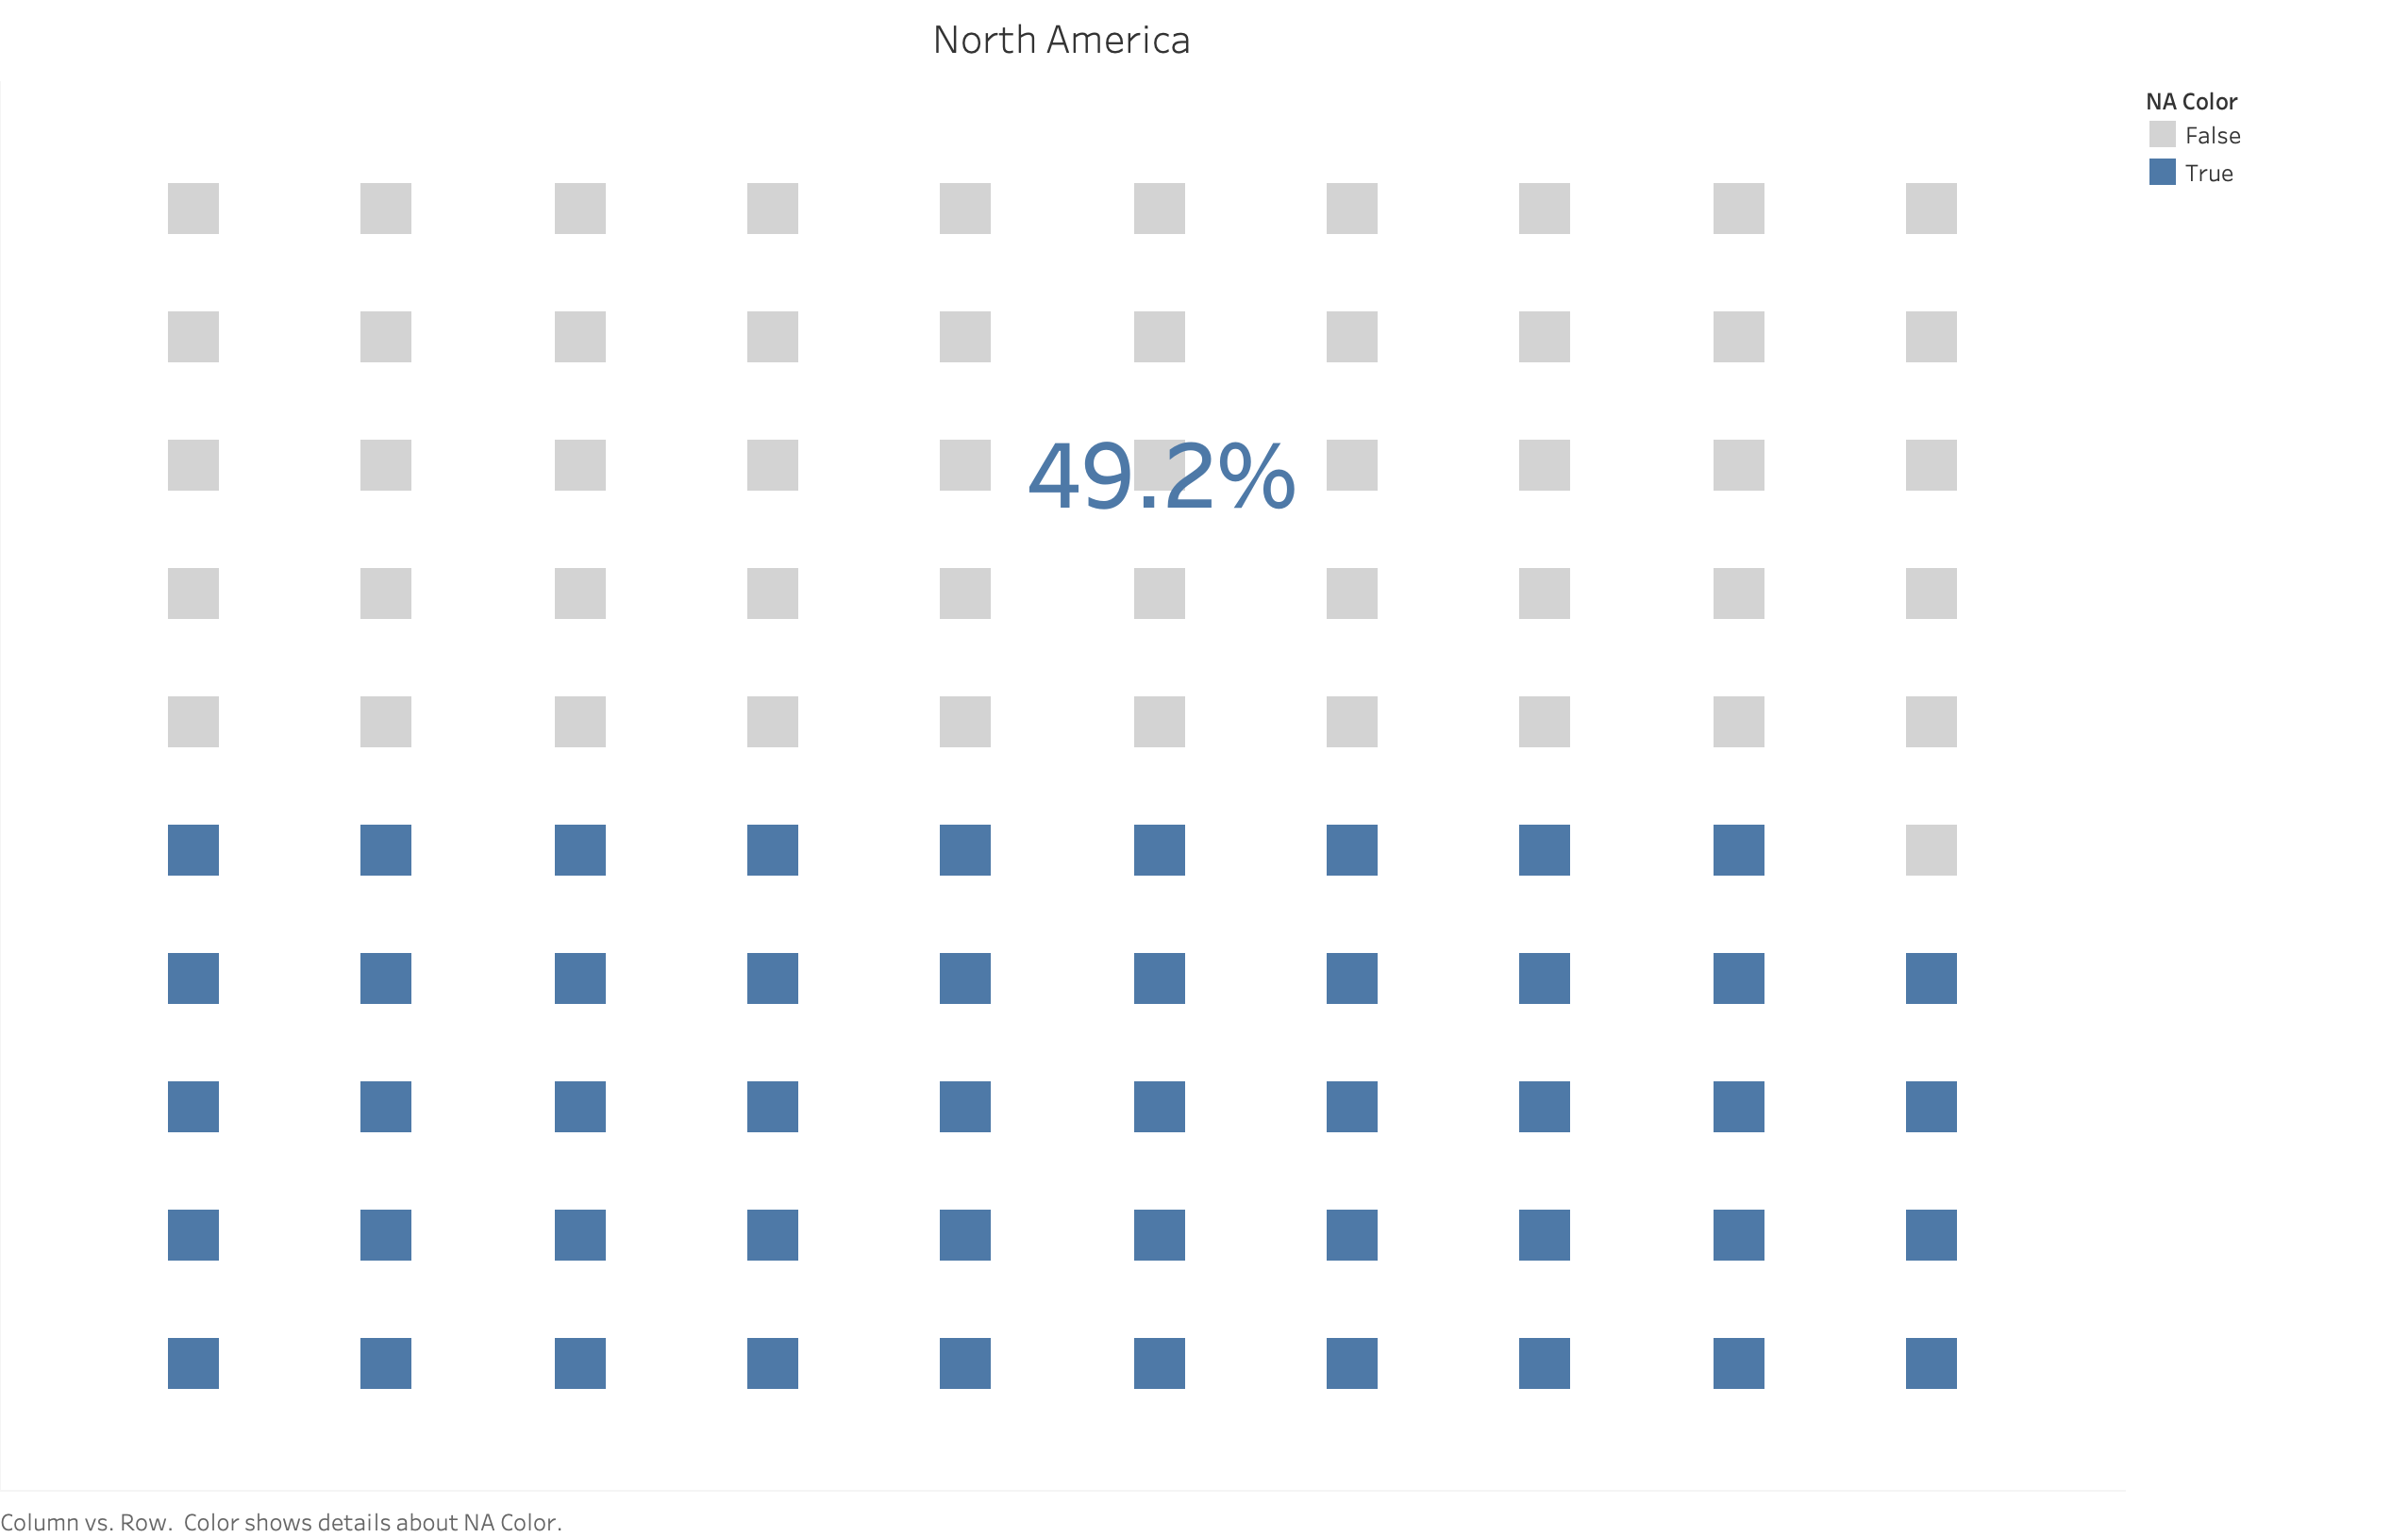 North America
NA Color
False
True
49.2%
Column vs. Row.  Color shows details about NA Color.